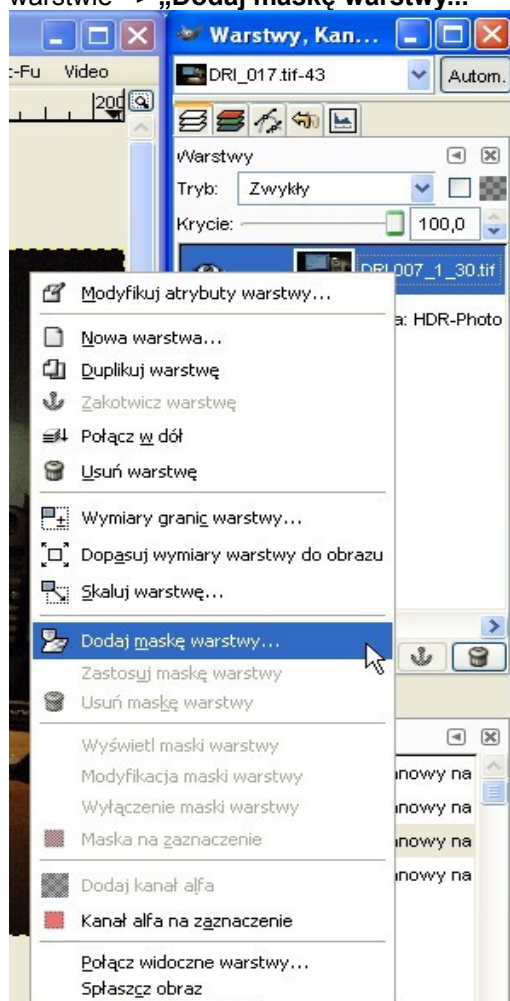 warstwie -> „Dodaj maskę warstwy...”
Warstwy, Kan...
-Fu Video
DRI_017.tif-43
Autom.
200
Warstwy
Tryb: Zwykły
Krycie: 100,0
DRI007_1_30.tif
a: HDR-Photo
Modyfikuj atrybuty warstwy...
Nowa warstwa...
Duplikuj warstwę
Zakotwicz warstwę
Połącz w dół
Usuń warstwę
Wymiary granic warstwy...
Dopasuj wymiary warstwy do obrazu
Skaluj warstwę...
Dodaj maskę warstwy...
Zastosuj maskę warstwy
Usuń maskę warstwy
Wyświetl maski warstwy
Modyfikacja maski warstwy
nowy na
Wyłączenie maski warstwy
nowy na
Maska na zaznaczenie
nowy na
Dodaj kanał alfa
nowy na
Kanał alfa na zaznaczenie
Połącz widoczne warstwy...
Spłaszcz obraz